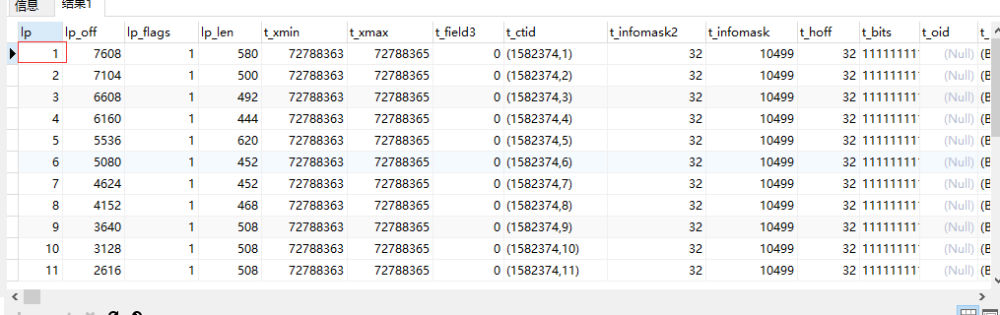 信息 结果1
lp lp_off lp_flags lp_len t_xmin t_xmax t_field3 t_ctid t_infomask2 t_infomask t_hoff t_bits t_oid t_
1 7608 1 580 72788363 72788365 0 (1582374,1) 32 10499 32 11111111 (Null) (B
2 7104 1 500 72788363 72788365 0 (1582374,2) 32 10499 32 11111111 (Null) (B
3 6608 1 492 72788363 72788365 0 (1582374,3) 32 10499 32 11111111 (Null) (B
4 6160 1 444 72788363 72788365 0 (1582374,4) 32 10499 32 11111111 (Null) (B
5 5536 1 620 72788363 72788365 0 (1582374,5) 32 10499 32 11111111 (Null) (B
6 5080 1 452 72788363 72788365 0 (1582374,6) 32 10499 32 11111111 (Null) (B
7 4624 1 452 72788363 72788365 0 (1582374,7) 32 10499 32 11111111 (Null) (B
8 4152 1 468 72788363 72788365 0 (1582374,8) 32 10499 32 11111111 (Null) (B
9 3640 1 508 72788363 72788365 0 (1582374,9) 32 10499 32 11111111 (Null) (B
10 3128 1 508 72788363 72788365 0 (1582374,10) 32 10499 32 11111111 (Null) (B
11 2616 1 508 72788363 72788365 0 (1582374,11) 32 10499 32 11111111 (Null) (B